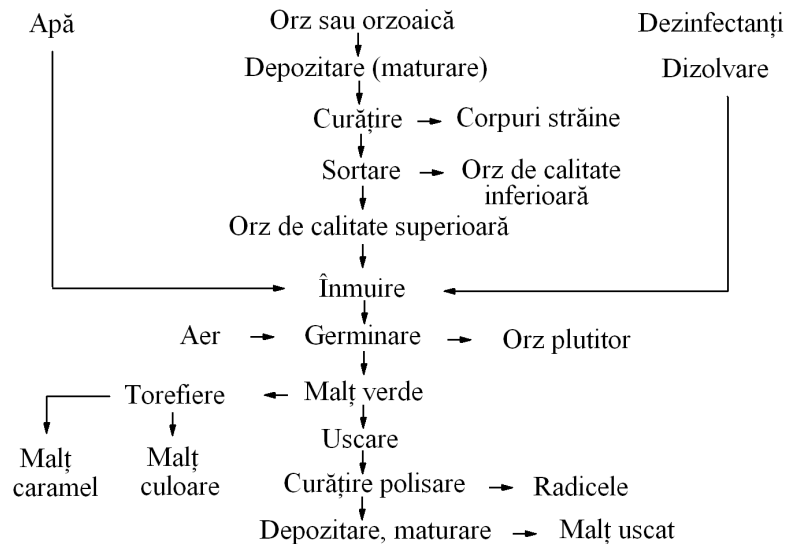 Apă
Orz sau orzoaică
Dezinfectanți
Depozitare (maturare)
Dizolvare
Curățire
Corpuri străine
Sortare
Orz de calitate
inferioară
Orz de calitate superioară
Înmuire
Aer
Germinare
Orz plutitor
Torefiere
Malț verde
Uscare
Malț
caramel
Malț
culoare
Curățire polisare
Radicele
Depozitare, maturare
Malț uscat